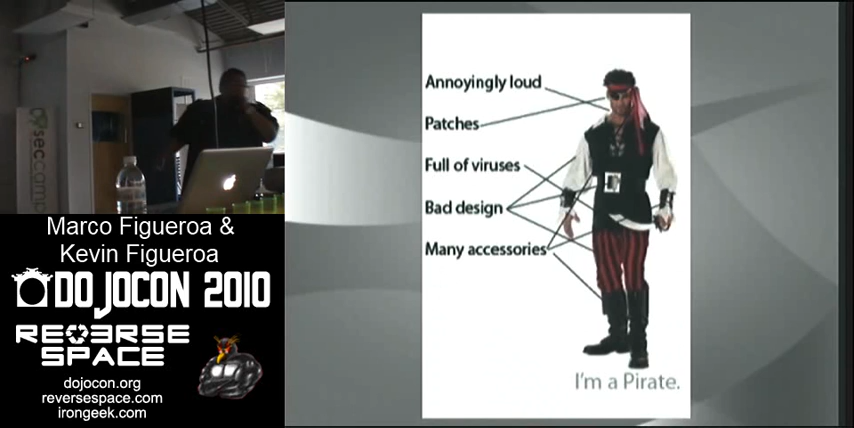 seccamp
Marco Figueroa &
Kevin Figueroa
DOJOCON 2010
REVERSE
SPACE
dojocon.org
reversespace.com
irongeek.com
Annoyingly loud
Patches
Full of viruses
Bad design
Many accessories
I'm a Pirate.